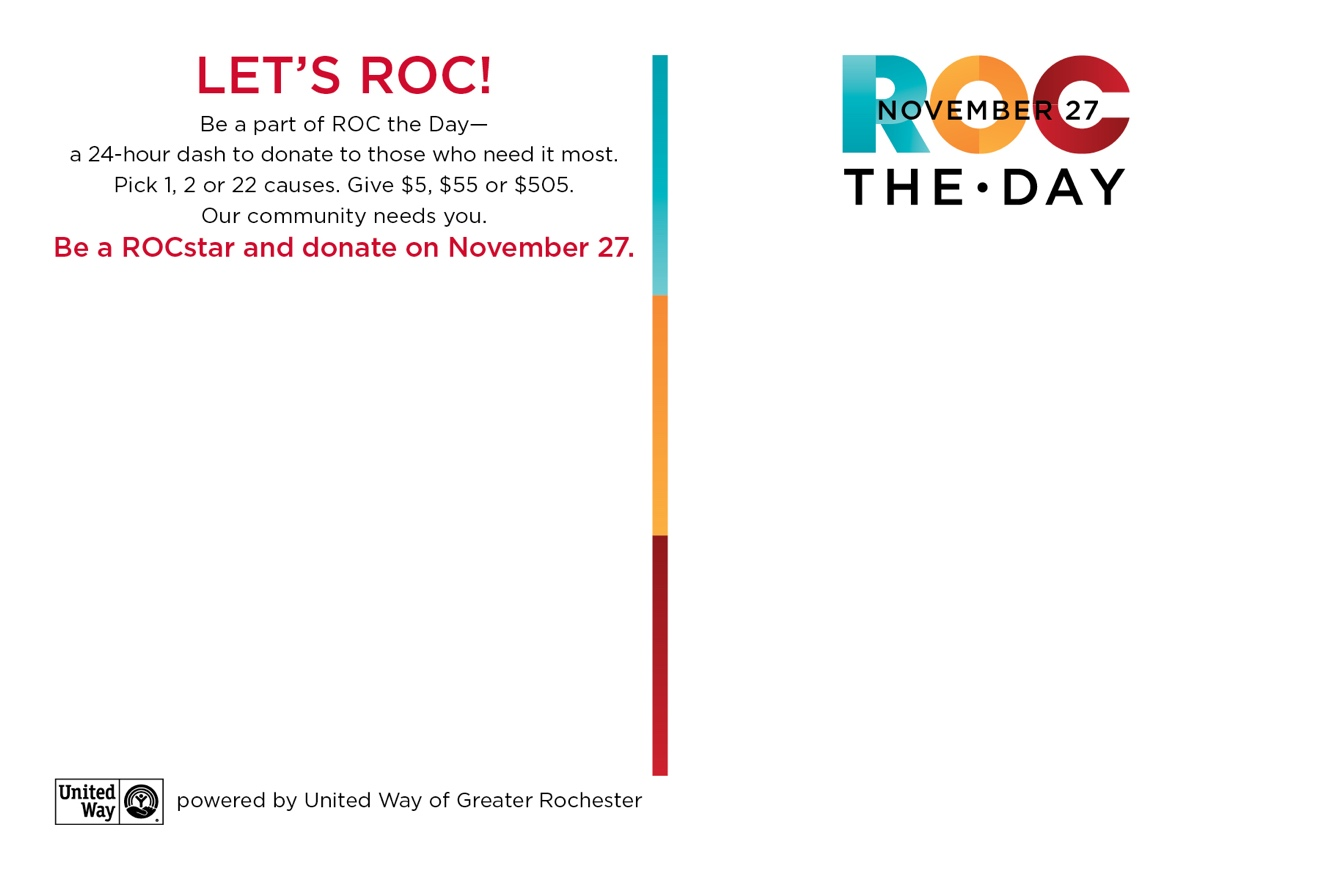 LET’S ROC!
Be a part of ROC the Day—
a 24-hour dash to donate to those who need it most.
Pick 1, 2 or 22 causes. Give $5, $55 or $505.
Our community needs you.
Be a ROCstar and donate on November 27.
United
Way
powered by United Way of Greater Rochester
ROC
NOVEMBER 27
THE•DAY